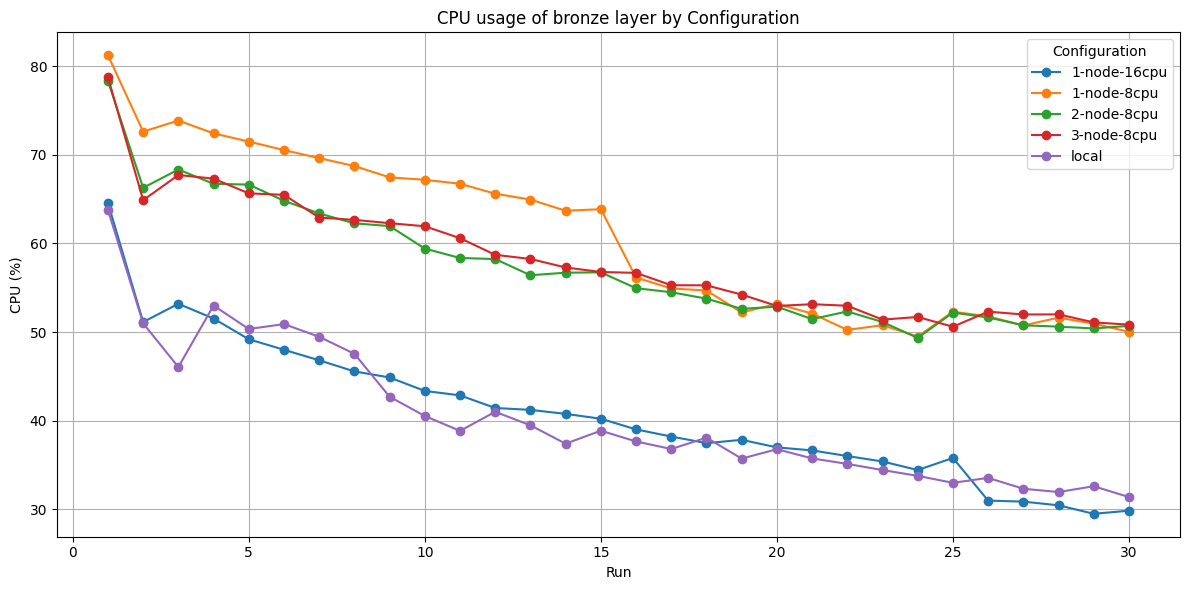 CPU usage of bronze layer by Configuration
CPU (%)
80
70
60
50
40
30
0
5
10
15
20
25
30
Run
Configuration
1-node-16cpu
1-node-8cpu
2-node-8cpu
3-node-8cpu
local